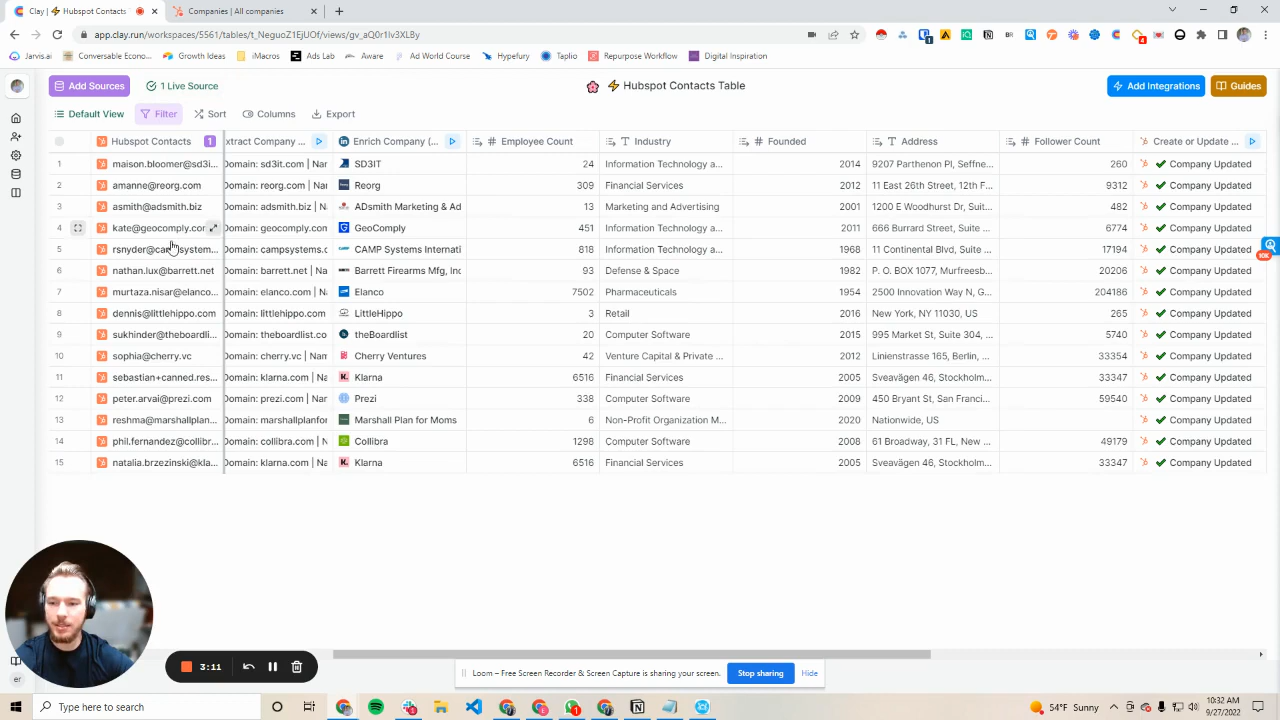 Clay | ⚡ Hubspot Contacts
Companies | All companies
app.clay.run/workspaces/5561/tables/t_NeguoZ1EjUOf/views/gv_aQ0r1Iv3XLBy
Jarvis.ai
Conversable Econo...
Growth Ideas
iMacros
Ads Lab
Aware
Ad World Course
Hypefury
Taplio
Repurpose Workflow
Digital Inspiration
Add Sources
1 Live Source
Hubspot Contacts Table
Add Integrations
Guides
Default View
Filter
Sort
Columns
Export
Hubspot Contacts 1 xtract Company ... Enrich Company (... # Employee Count Industry # Founded Address # Follower Count Create or Update ...
1 maison.bloomer@sd3i... Domain: sd3it.com | Nan SD3IT 24 Information Technology a... 2014 9207 Parthenon Pl, Seffne... 260 Company Updated
2 amanne@reorg.com Domain: reorg.com | Nam Reorg 309 Financial Services 2012 11 East 26th Street, 12th F... 9312 Company Updated
3 asmith@adsmith.biz Domain: adsmith.biz | Na ADsmith Marketing & Ad 13 Marketing and Advertising 2001 1200 E Woodhurst Dr, Suite... 482 Company Updated
4 kate@geocomply.com Domain: geocomply.com GeoComply 451 Information Technology a... 2011 666 Burrard Street, Suite ... 6774 Company Updated
5 rsnyder@campsystem... Domain: campsystems.c CAMP Systems Internati 818 Information Technology a... 1968 11 Continental Blvd, Suite ... 17194 Company Updated
6 nathan.lux@barrett.net Domain: barrett.net | Nan Barrett Firearms Mfg, Inc 93 Defense & Space 1982 P. O. BOX 1077, Murfreesb... 20206 Company Updated
7 murtaza.nisar@elanco... Domain: elanco.com | Na Elanco 7502 Pharmaceuticals 1954 2500 Innovation Way N, G... 204186 Company Updated
8 dennis@littlehippo.com Domain: littlehippo.com | LittleHippo 3 Retail 2016 New York, NY 11030, US 265 Company Updated
9 sukhinder@theboardli... Domain: theboardlist.co theBoardlist 20 Computer Software 2015 995 Market St, Suite 304, ... 5740 Company Updated
10 sophia@cherry.vc Domain: cherry.vc | Nam Cherry Ventures 42 Venture Capital & Private ... 2012 Linienstrasse 165, Berlin, ... 33354 Company Updated
11 sebastian+canned.res... Domain: klarna.com | Nan Klarna 6516 Financial Services 2005 Sveavägen 46, Stockholm... 33347 Company Updated
12 peter.arvai@prezi.com Domain: prezi.com | Nam Prezi 338 Computer Software 2009 450 Bryant St, San Franci... 59540 Company Updated
13 reshma@marshallplan... Domain: marshallplanfor Marshall Plan for Moms 6 Non-Profit Organization M... 2020 Nationwide, US Company Updated
14 phil.fernandez@collibr... Domain: collibra.com | N Collibra 1298 Computer Software 2008 61 Broadway, 31 FL, New ... 49179 Company Updated
15 natalia.brzezinski@kla... Domain: klarna.com | Nan Klarna 6516 Financial Services 2005 Sveavägen 46, Stockholm... 33347 Company Updated
10K
3:11
Loom – Free Screen Recorder & Screen Capture is sharing your screen.
Stop sharing
Hide
Type here to search
54°F Sunny
10:32 AM
9/27/2022